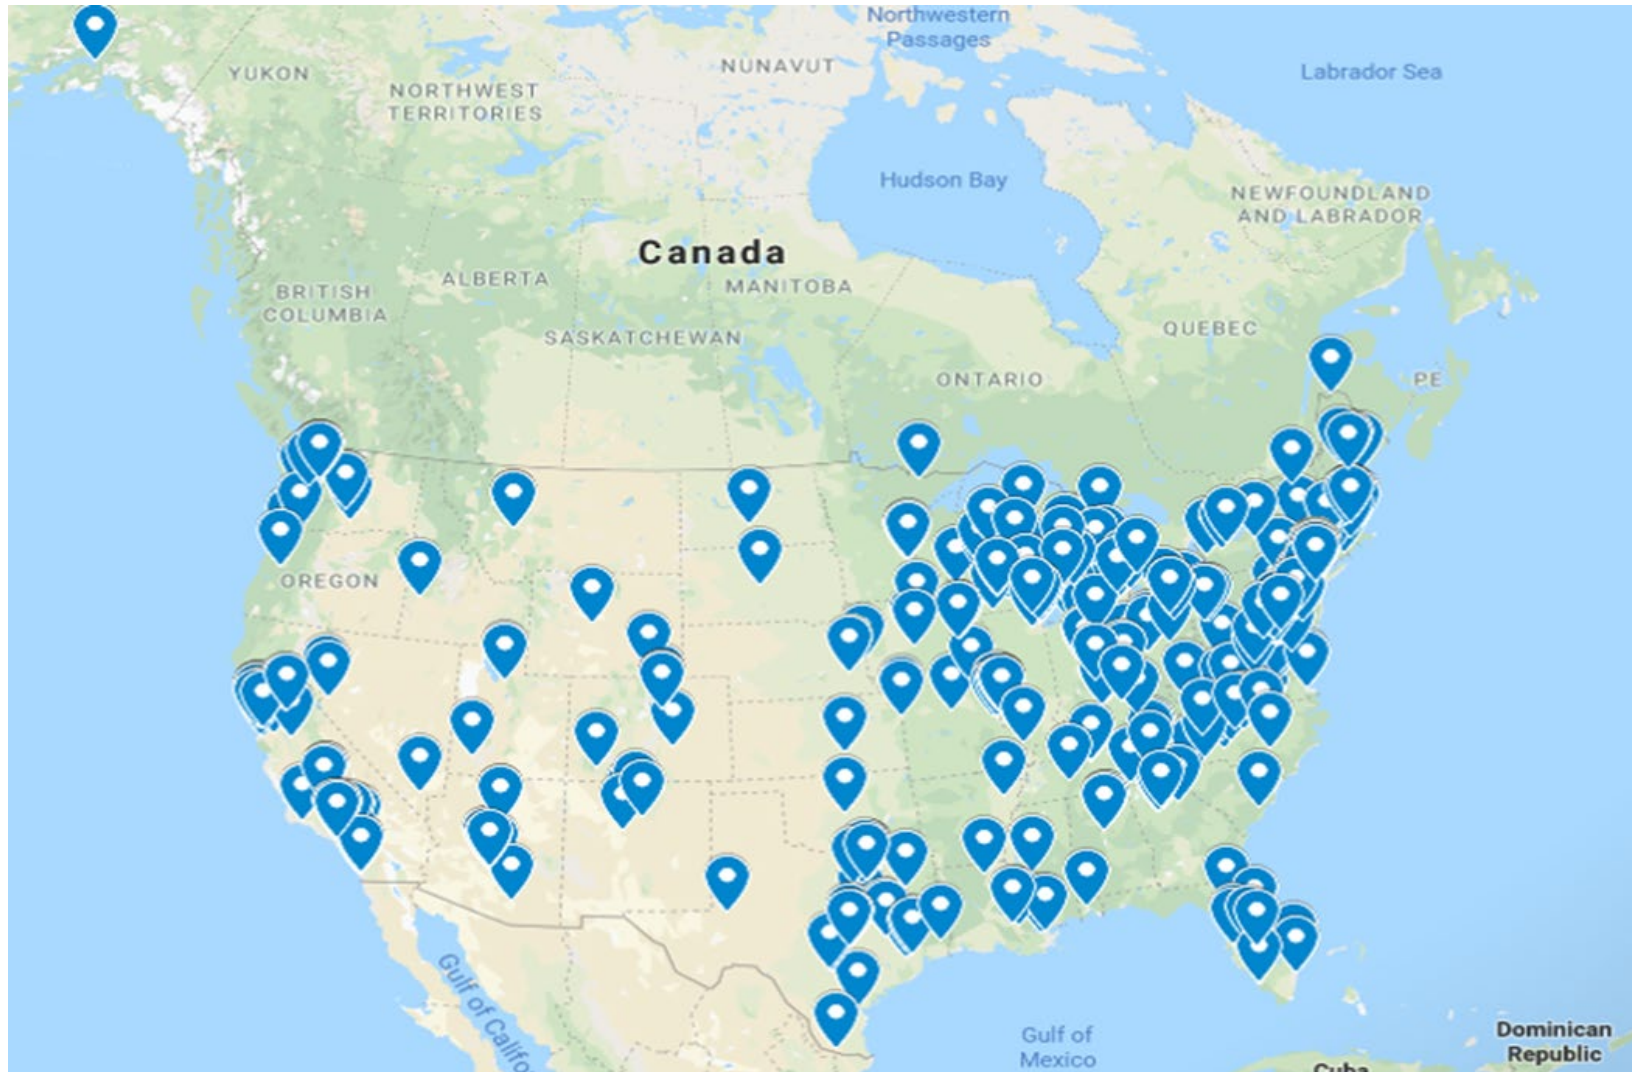 Northwestern
Passages
Labrador Sea
YUKON
NUNAVUT
NORTHWEST
TERRITORIES
Hudson Bay
NEWFOUNDLAND
AND LABRADOR
Canada
ALBERTA
MANITOBA
BRITISH
COLUMBIA
QUEBEC
SASKATCHEWAN
ONTARIO
PE
OREGON
Gulf of Califo
Gulf of
Mexico
Dominican
Republic
Cuba